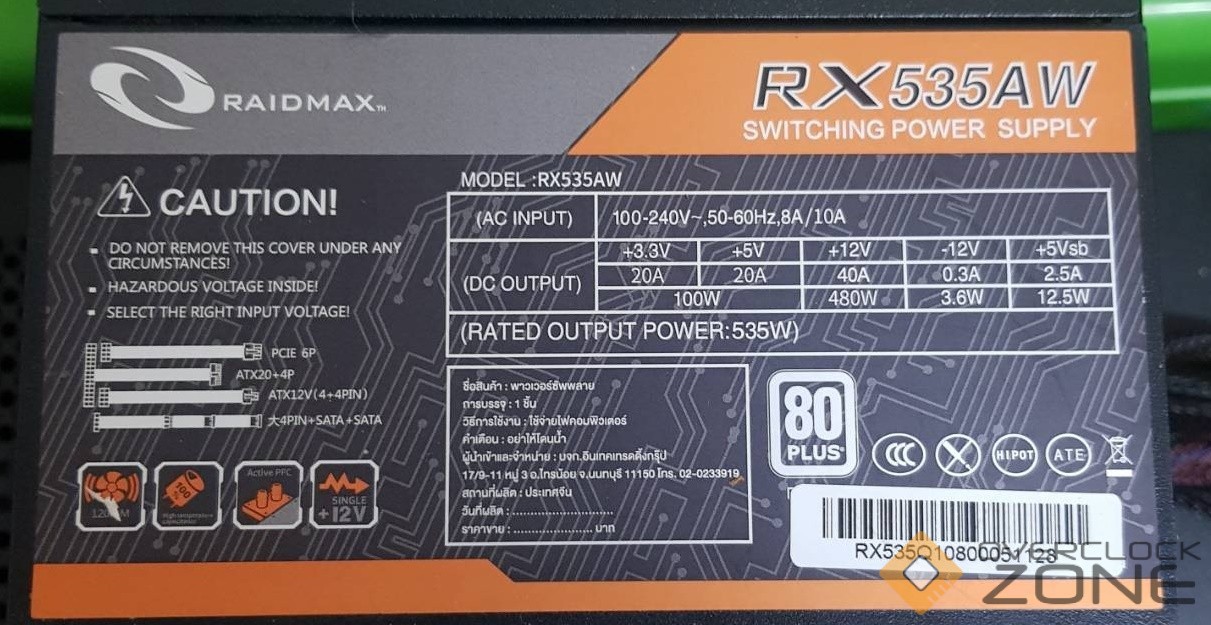 RAIDMAX™
RX535AW
SWITCHING POWER SUPPLY
CAUTION!
- DO NOT REMOVE THIS COVER UNDER ANY
CIRCUMSTANCES!
- HAZARDOUS VOLTAGE INSIDE!
- SELECT THE RIGHT INPUT VOLTAGE!
PCIE 6P
ATX20+4P
ATX12V(4+4PIN)
大4PIN+SATA+SATA
120MM
100%
Active PFC
SINGLE
+12V
MODEL :RX535AW
(AC INPUT) 100-240V~,50-60Hz,8A/10A
(DC OUTPUT) +3.3V +5V +12V -12V +5Vsb
20A 20A 40A 0.3A 2.5A
100W 480W 3.6W 12.5W
(RATED OUTPUT POWER:535W)
ชื่อสินค้า : พาวเวอร์ซัพพลาย
การบรรจุ : 1 ชิ้น
วิธีการใช้งาน : ใช้จ่ายไฟคอมพิวเตอร์
คำเตือน : อย่าให้โดนน้ำ
ผู้นำเข้าและจำหน่าย : บจก.อินเทคเทรดดิ้งกรุ๊ป
17/9-11 หมู่ 3 อ.ไทรน้อย จ.นนทบุรี 11150 โทร. 02-0233919
สถานที่ผลิต : ประเทศจีน
วันที่ผลิต : ............................
ราคาขาย : ...................... บาท
80
PLUS
CCC
HIPOT
ATE
RX535Q10800051128
OVERCLOCK
ZONE